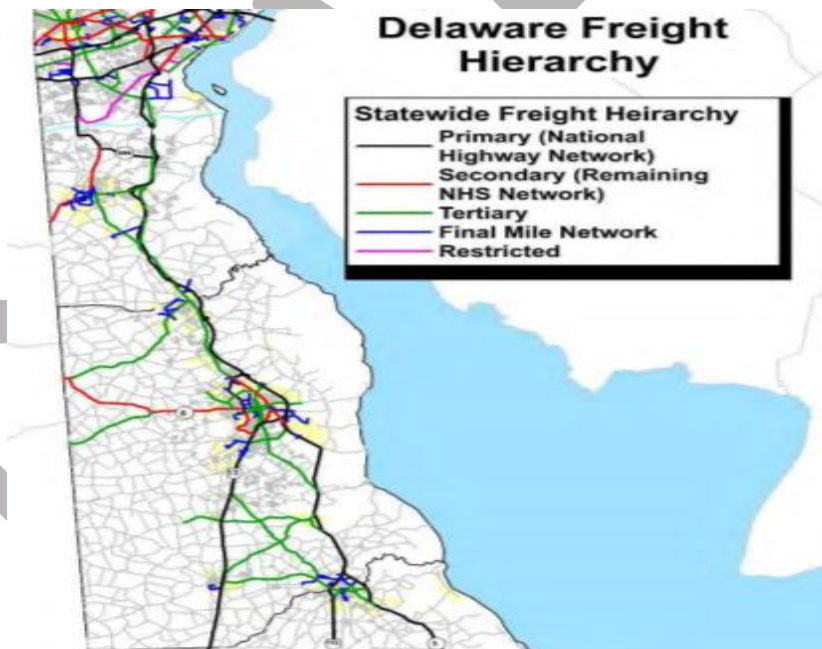 Delaware Freight
Hierarchy
Statewide Freight Heirarchy
Primary (National
Highway Network)
Secondary (Remaining
NHS Network)
Tertiary
Final Mile Network
Restricted
8